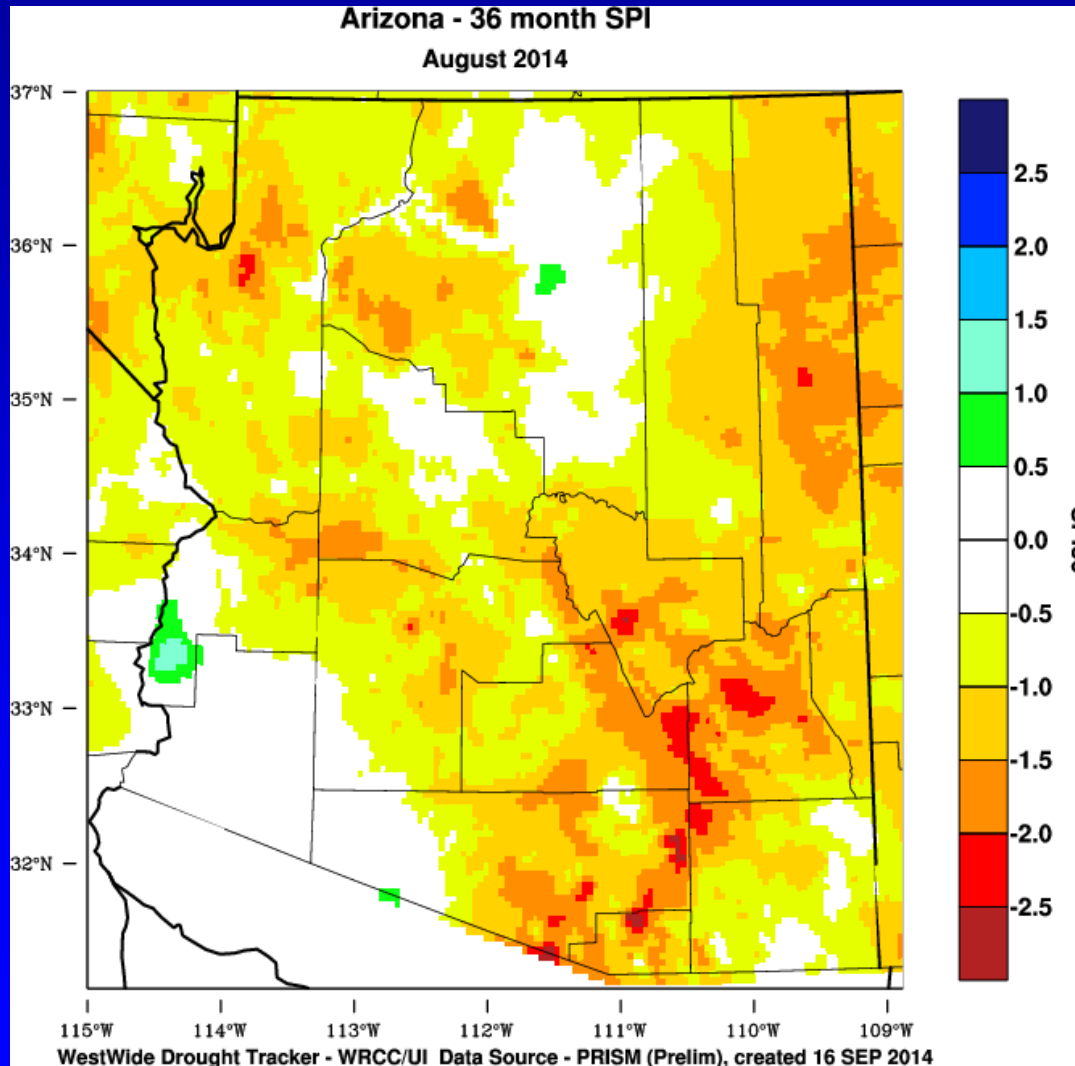 Arizona - 36 month SPI
August 2014
37°N
36°N
35°N
34°N
33°N
32°N
115°W 114°W 113°W 112°W 111°W 110°W 109°W
2.5
2.0
1.5
1.0
0.5
0.0
-0.5
-1.0
-1.5
-2.0
-2.5
WestWide Drought Tracker - WRCC/UI Data Source - PRISM (Prelim), created 16 SEP 2014